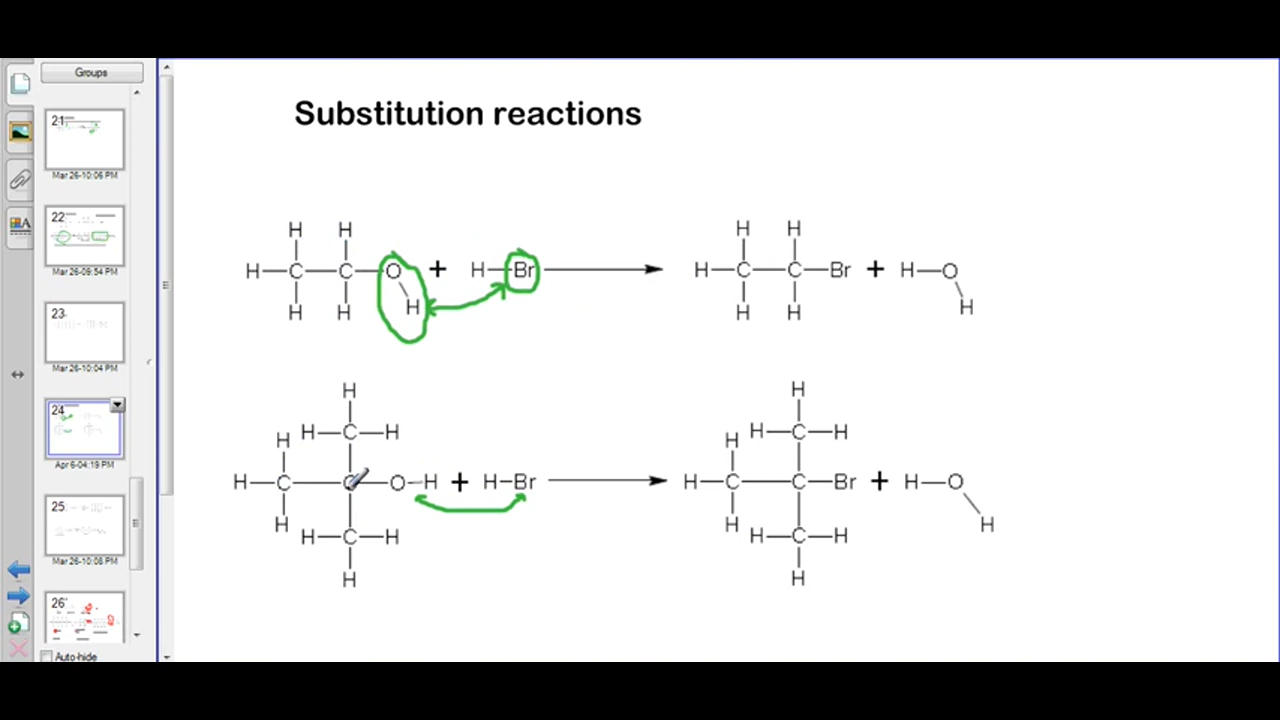 Groups
21
Mar 26-10:06 PM
22
Mar 26-09:54 PM
23
Mar 26-10:04 PM
24
Apr 6-04:19 PM
25
Mar 26-10:08 PM
26
Auto-hide
Substitution reactions
H H H H
H C C O + H Br H C C Br + H O
H H H H H H
H H
H H C H H H C H
H C C O H + H Br H C C Br + H O
H H C H H H C H H
H H